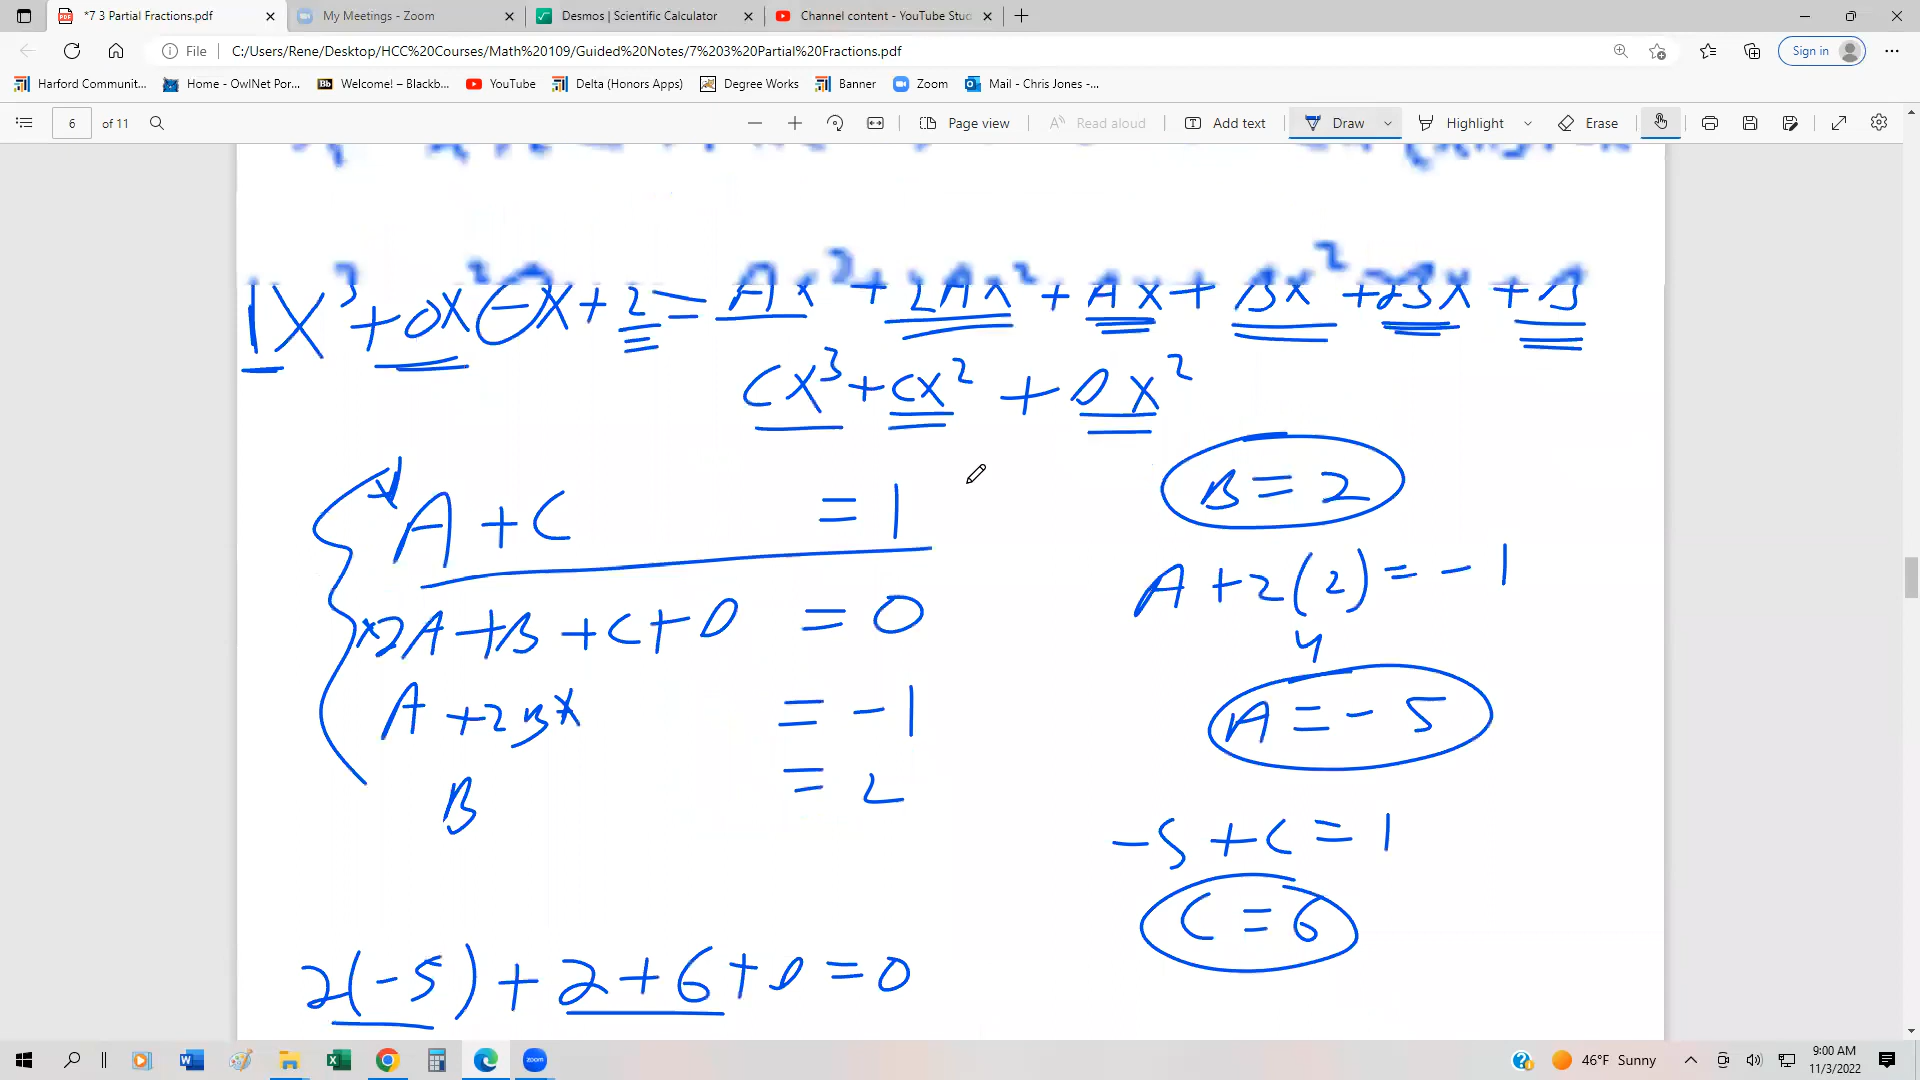 *7 3 Partial Fractions.pdf
My Meetings - Zoom
Desmos | Scientific Calculator
Channel content - YouTube Stu
File C:/Users/Rene/Desktop/HCC%20Courses/Math%20109/Guided%20Notes/7%203%20Partial%20Fractions.pdf
Sign in
Harford Communit... Home - OwlNet Por... Welcome! – Blackb... YouTube Delta (Honors Apps) Degree Works Banner Zoom Mail - Chris Jones -...
6 of 11 Page view Read aloud Add text Draw Highlight Erase
1x³ + 0x² - x + 2 = Ax³ + 2Ax² + Ax + Bx² + 2Bx + B
Cx³ + Cx² + Dx²
A + C = 1
2A + B + C + D = 0
A + 2B = -1
B = 2
B = 2
A + 2(2) = -1
4
A = -5
-5 + C = 1
C = 6
2(-5) + 2 + 6 + D = 0
46°F Sunny
9:00 AM
11/3/2022